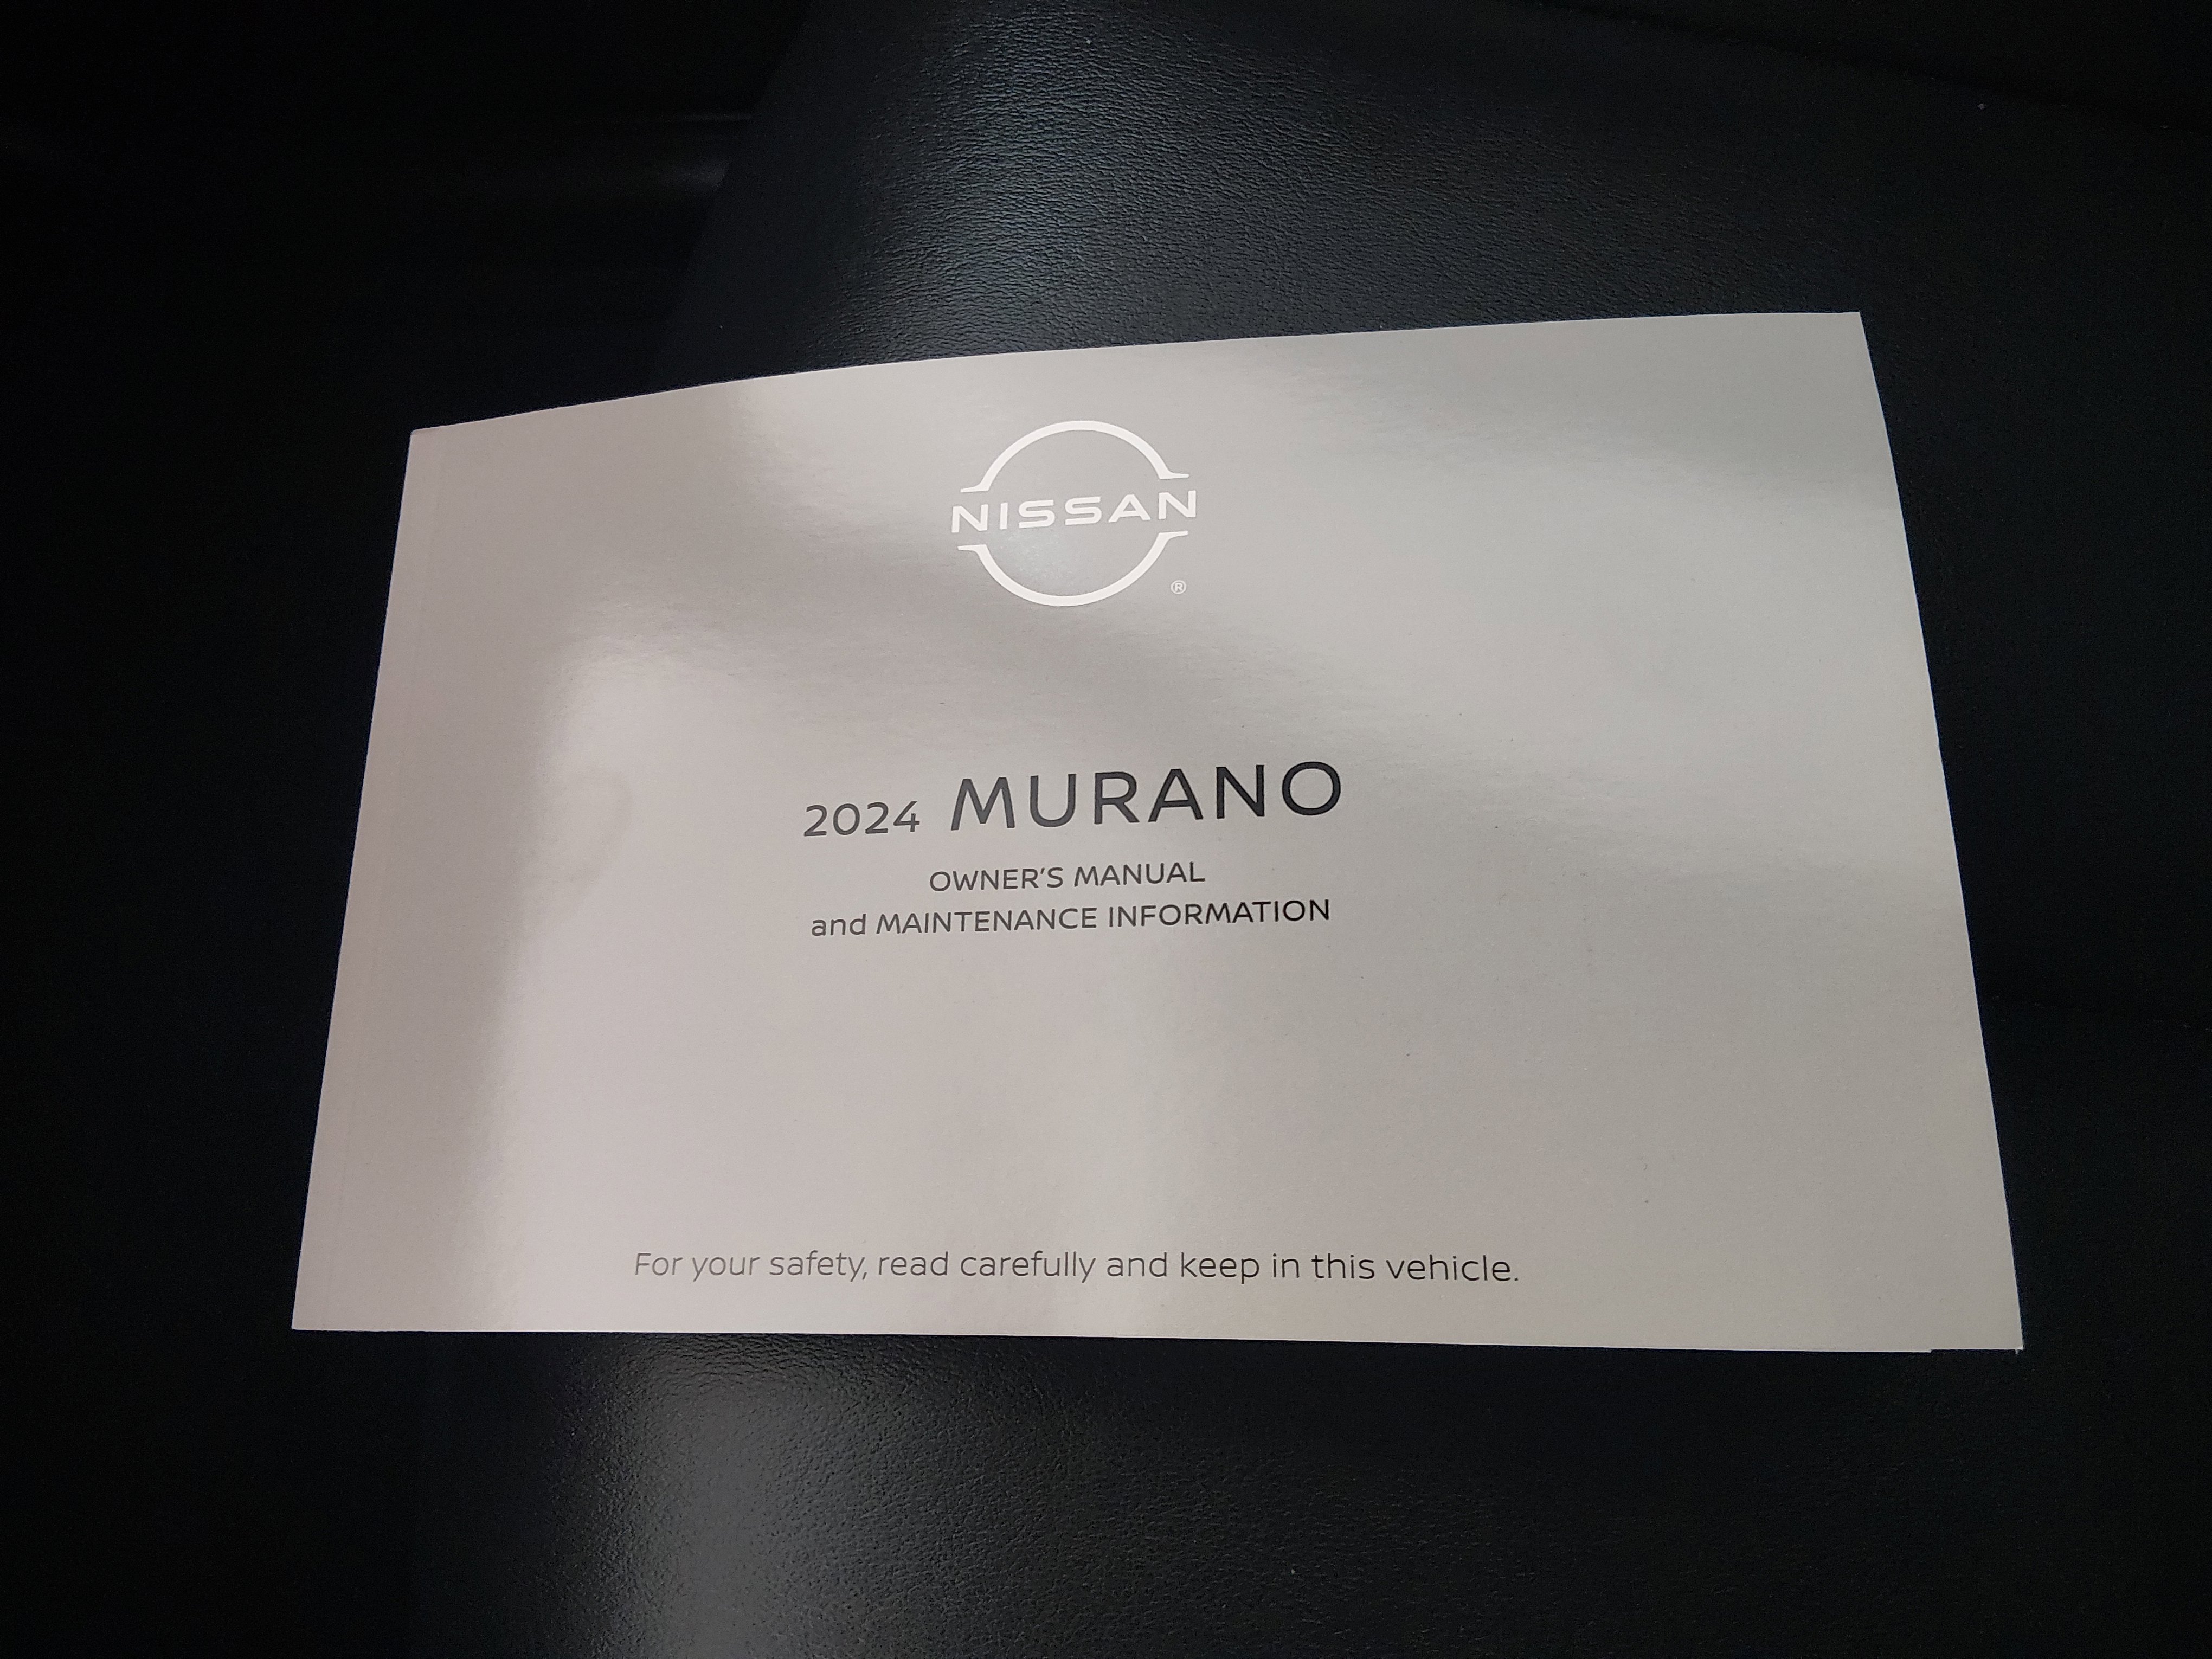 NISSAN
®
2024 MURANO
OWNER'S MANUAL
and MAINTENANCE INFORMATION
For your safety, read carefully and keep in this vehicle.